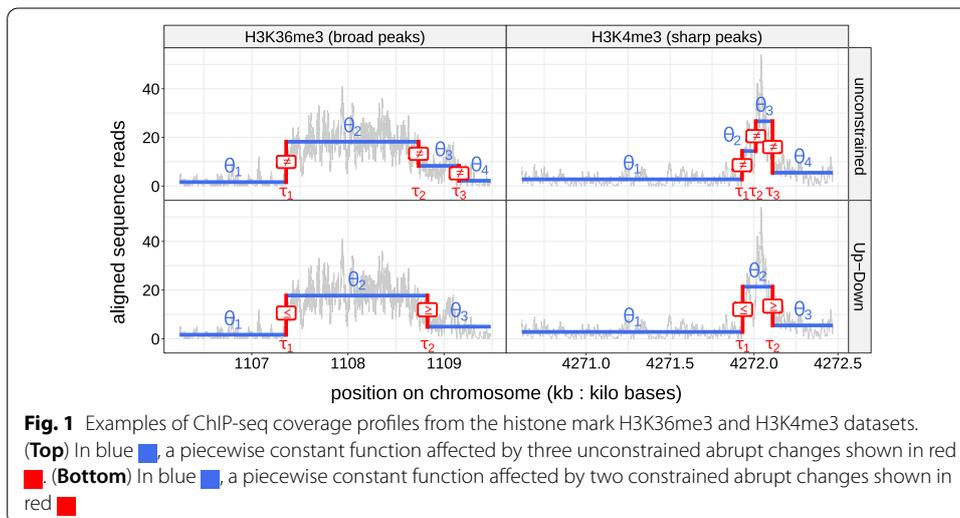 H3K36me3 (broad peaks)
H3K4me3 (sharp peaks)
unconstrained
Up−Down
aligned sequence reads
40
20
0
θ1
θ2
θ3
θ4
≠
≠
≠
τ1
τ2
τ3
θ1
θ2
θ3
θ4
≠
≠
≠
τ1
τ2
τ3
40
20
0
θ1
θ2
θ3
≤
≥
τ1
τ2
θ1
θ2
θ3
≤
≥
τ1
τ2
1107 1108 1109 4271.0 4271.5 4272.0 4272.5
position on chromosome (kb : kilo bases)
Fig. 1 Examples of ChIP-seq coverage profiles from the histone mark H3K36me3 and H3K4me3 datasets.
(Top) In blue , a piecewise constant function affected by three unconstrained abrupt changes shown in red
. (Bottom) In blue , a piecewise constant function affected by two constrained abrupt changes shown in
red